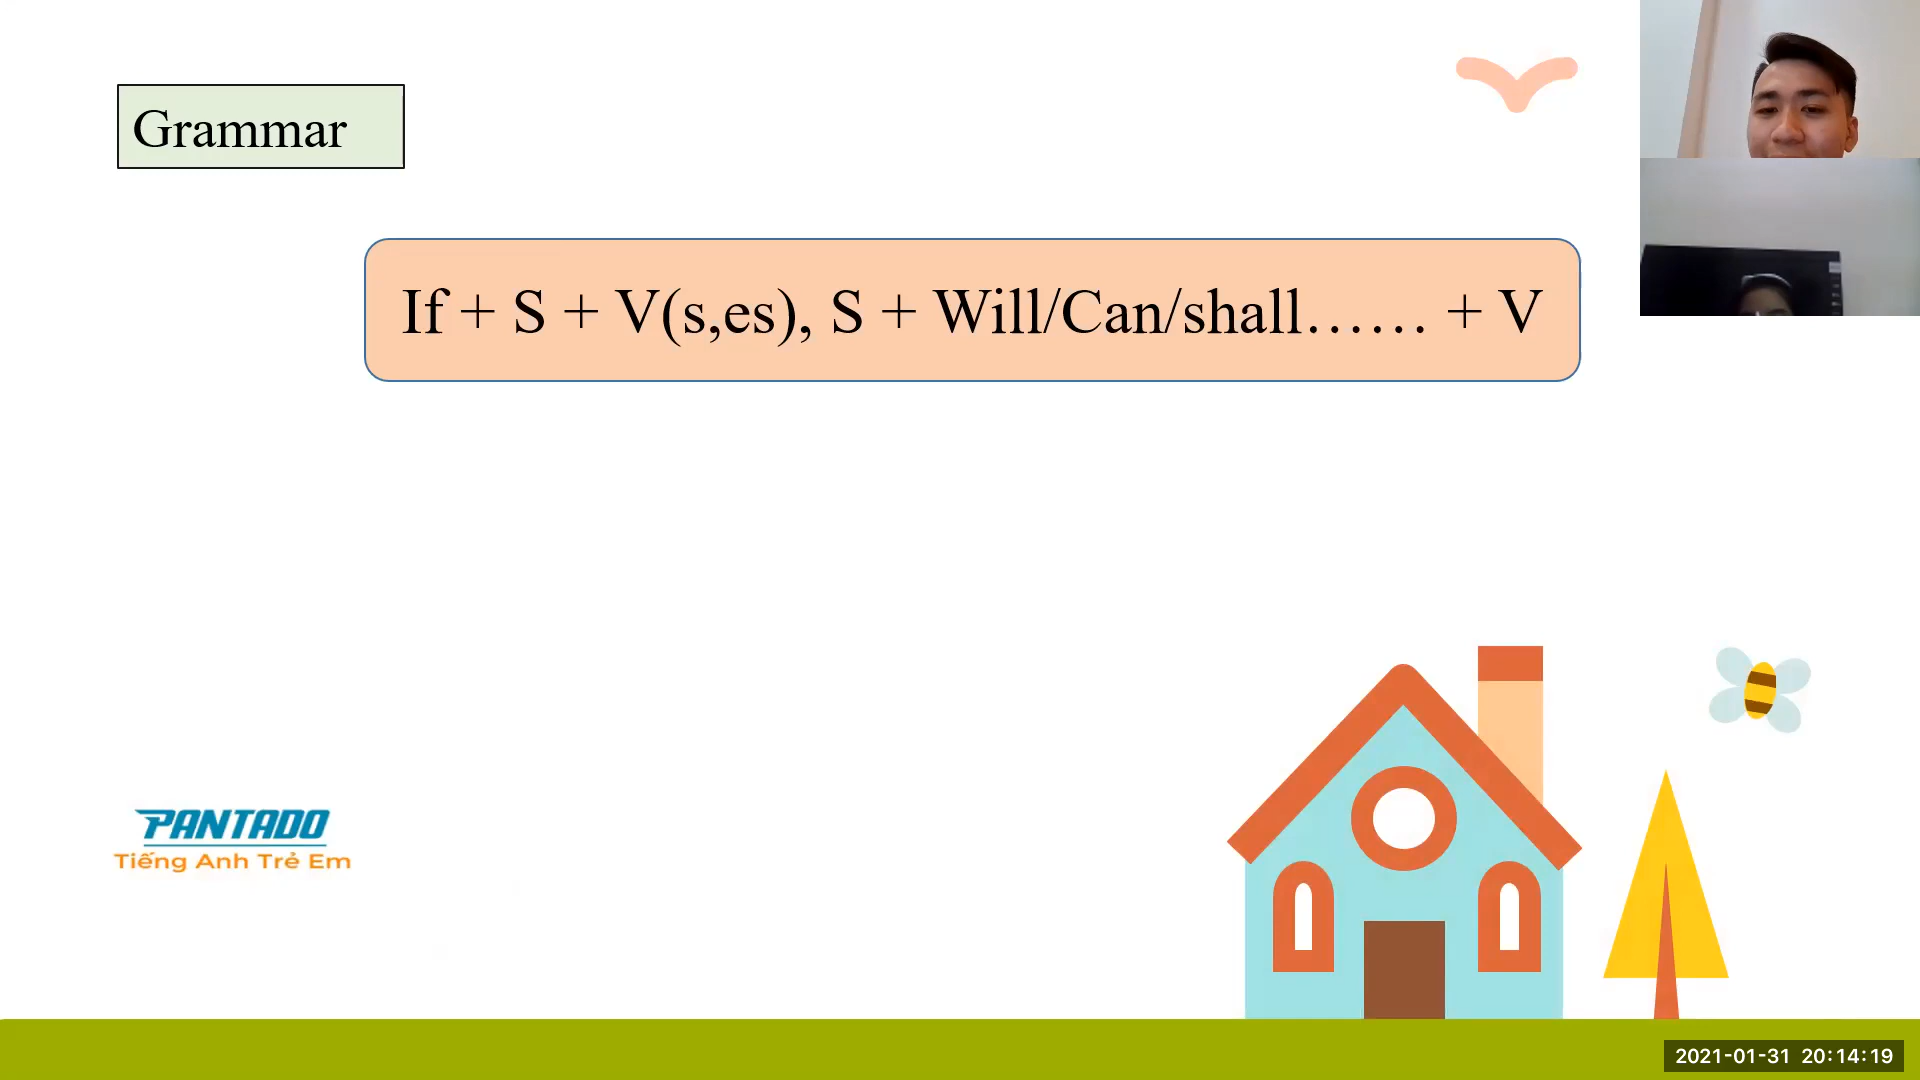 Grammar
If + S + V(s,es), S + Will/Can/shall…… + V
PANTADO
Tiếng Anh Trẻ Em
2021-01-31 20:14:19